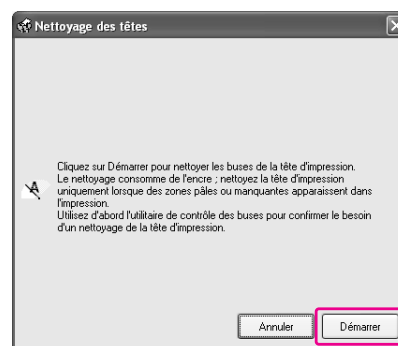 Nettoyage des têtes
Cliquez sur Démarrer pour nettoyer les buses de la tête d'impression.
Le nettoyage consomme de l'encre ; nettoyez la tête d'impression
uniquement lorsque des zones pâles ou manquantes apparaissent dans
l'impression.
Utilisez d'abord l'utilitaire de contrôle des buses pour confirmer le besoin
d'un nettoyage de la tête d'impression.
Annuler
Démarrer